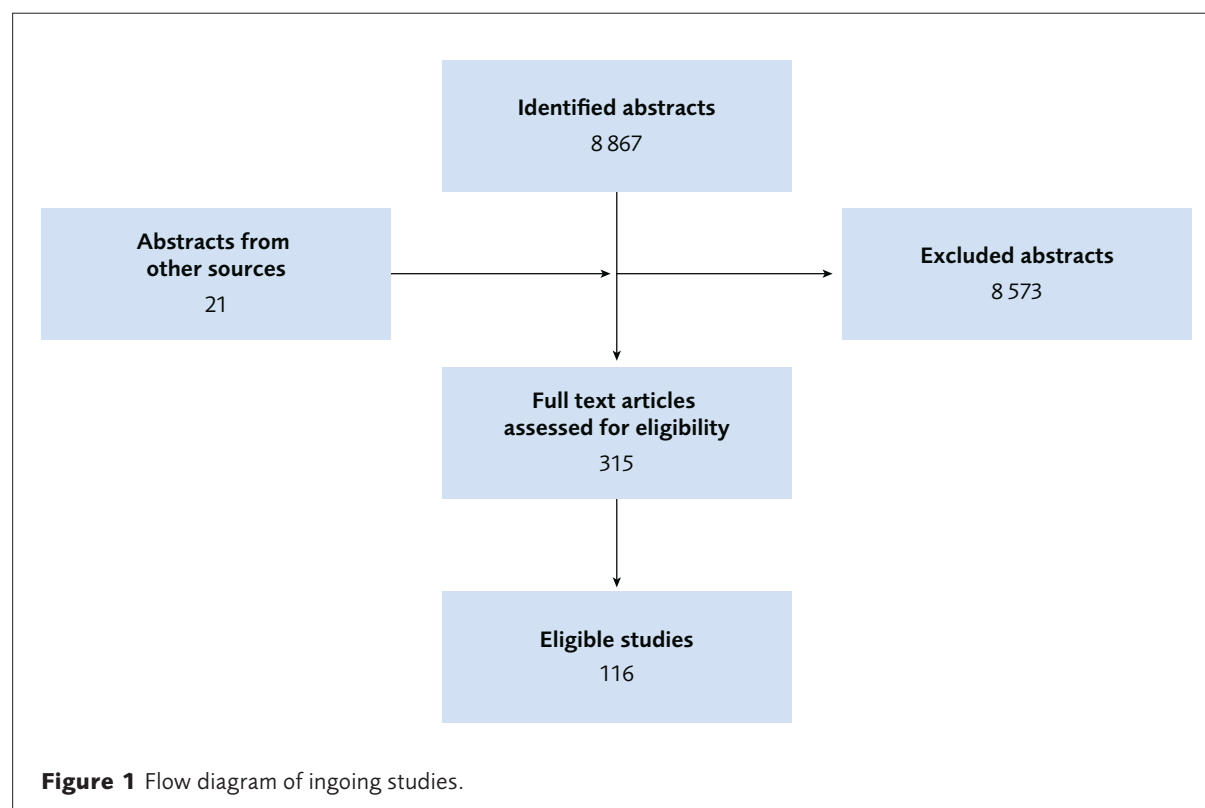 Identified abstracts
8 867
Abstracts from
other sources
21
Excluded abstracts
8 573
Full text articles
assessed for eligibility
315
Eligible studies
116
Figure 1 Flow diagram of ingoing studies.